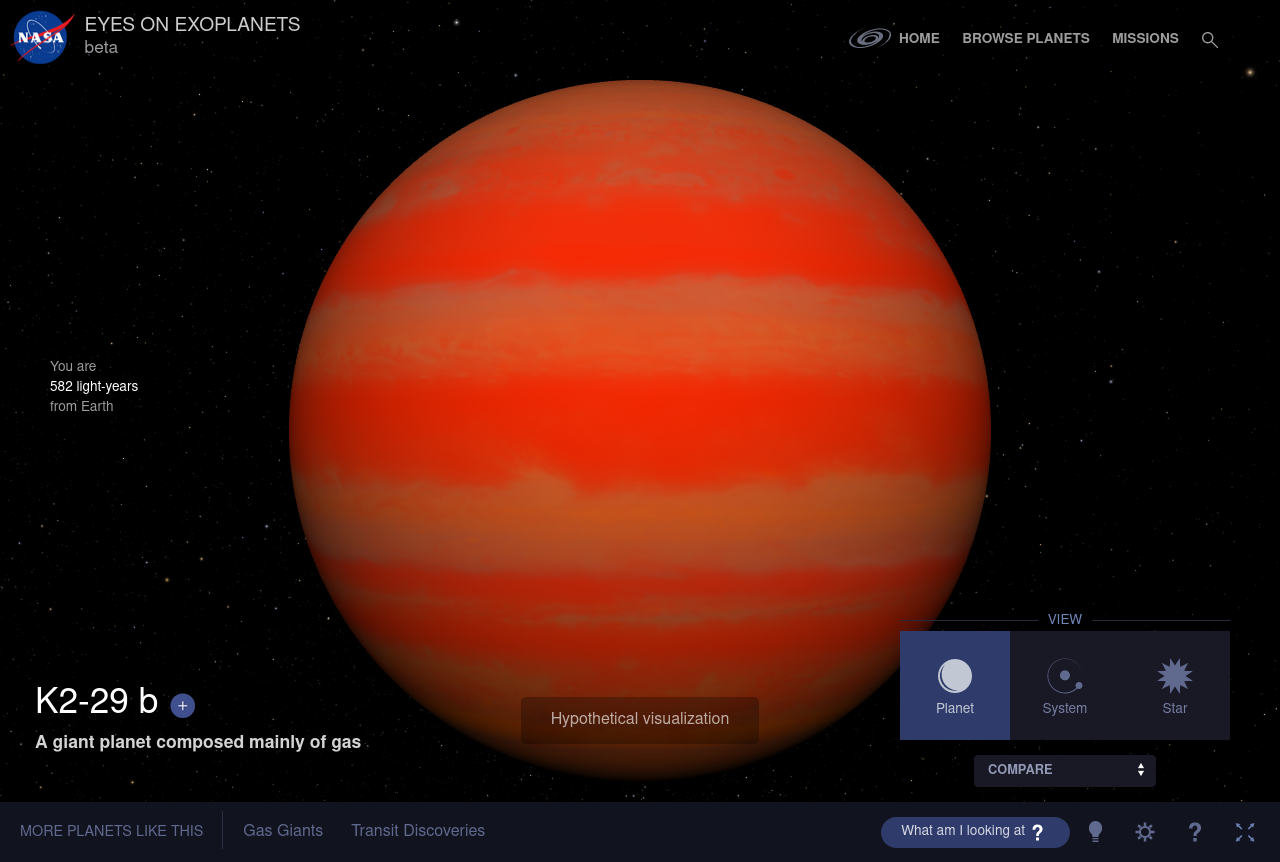 NASA
EYES ON EXOPLANETS
beta
HOME
BROWSE PLANETS
MISSIONS
You are
582 light-years
from Earth
VIEW
Planet
System
Star
K2-29 b +
A giant planet composed mainly of gas
Hypothetical visualization
COMPARE
MORE PLANETS LIKE THIS
Gas Giants
Transit Discoveries
What am I looking at ?
?